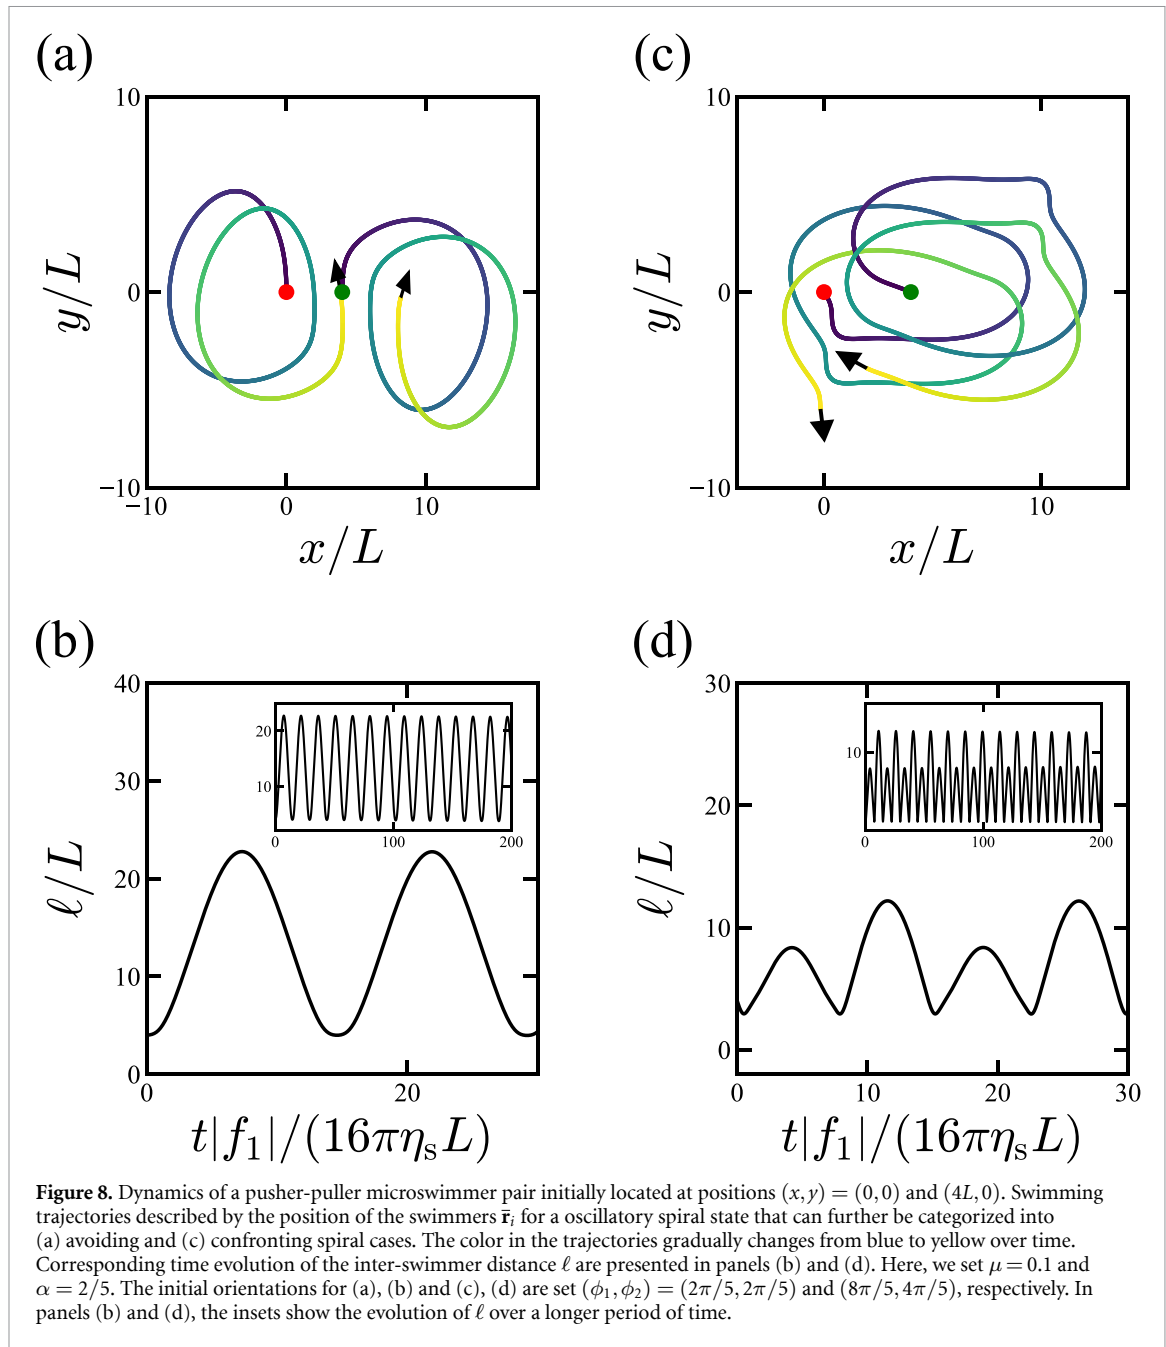 (a)
(c)
10
0
−10
y/L
−10
0
10
x/L
10
0
−10
y/L
0
10
x/L
(b)
(d)
40
30
20
10
0
ℓ/L
20
10
0
100
200
0
20
t|f₁|/(16πηₛL)
30
20
10
0
ℓ/L
10
0
100
200
0
10
20
30
t|f₁|/(16πηₛL)
Figure 8. Dynamics of a pusher-puller microswimmer pair initially located at positions (x,y) = (0,0) and (4L,0). Swimming
trajectories described by the position of the swimmers r̄ᵢ for a oscillatory spiral state that can further be categorized into
(a) avoiding and (c) confronting spiral cases. The color in the trajectories gradually changes from blue to yellow over time.
Corresponding time evolution of the inter-swimmer distance ℓ are presented in panels (b) and (d). Here, we set μ = 0.1 and
α = 2/5. The initial orientations for (a), (b) and (c), (d) are set (ϕ₁,ϕ₂) = (2π/5,2π/5) and (8π/5,4π/5), respectively. In
panels (b) and (d), the insets show the evolution of ℓ over a longer period of time.